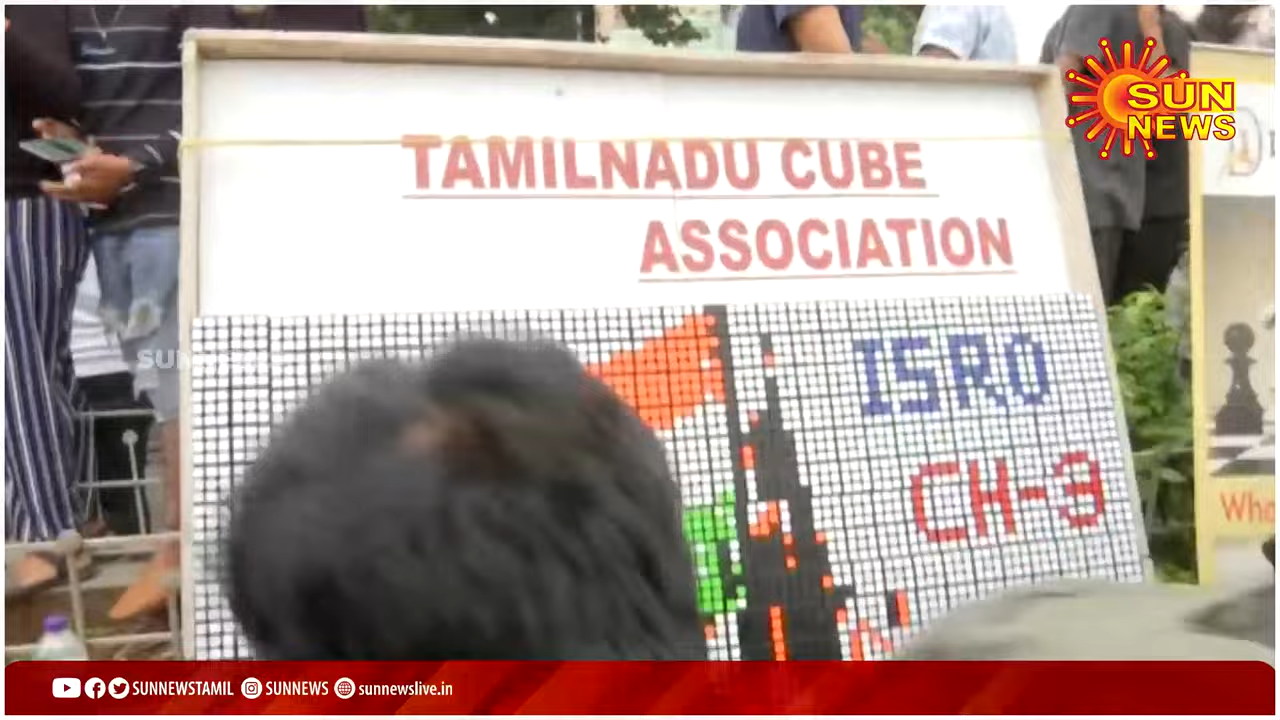 SUN
NEWS
TAMILNADU CUBE
ASSOCIATION
ISRO
CH-3
SUNNEWSTAMIL SUNNEWS sunnewslive.in